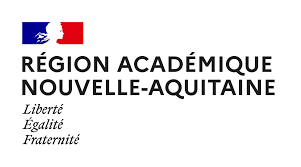 RÉGION ACADÉMIQUE
NOUVELLE-AQUITAINE
Liberté
Égalité
Fraternité